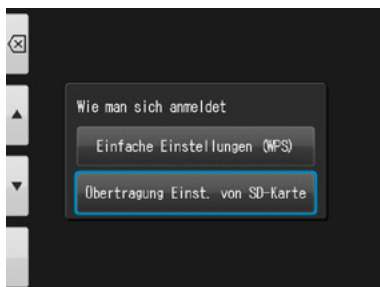 Wie man sich anmeldet
Einfache Einstellungen (WPS)
Übertragung Einst. von SD-Karte